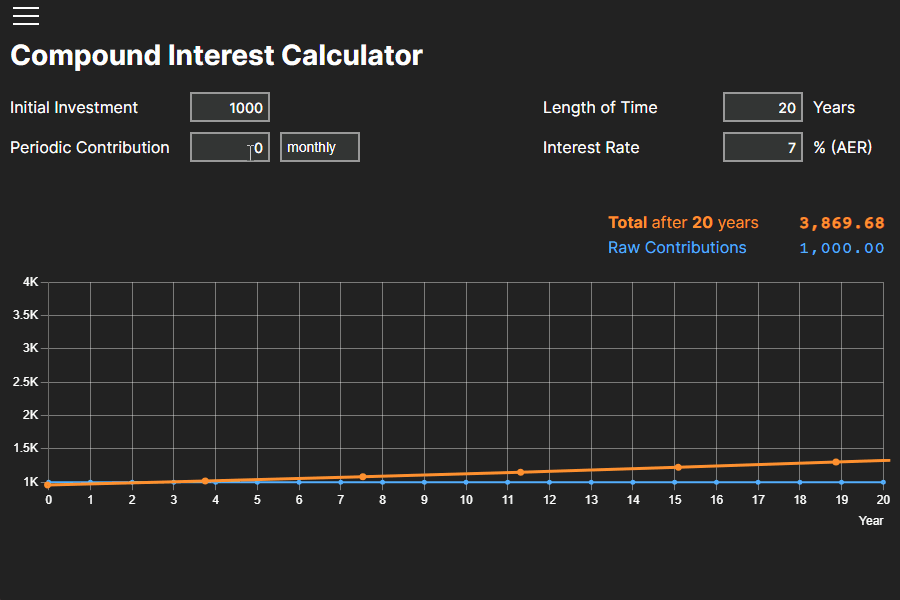 Compound Interest Calculator
Initial Investment 1000 Length of Time 20 Years
Periodic Contribution 0 monthly Interest Rate 7 % (AER)
Total after 20 years 3,869.68
Raw Contributions 1,000.00
4K
3.5K
3K
2.5K
2K
1.5K
1K
0 1 2 3 4 5 6 7 8 9 10 11 12 13 14 15 16 17 18 19 20
Year